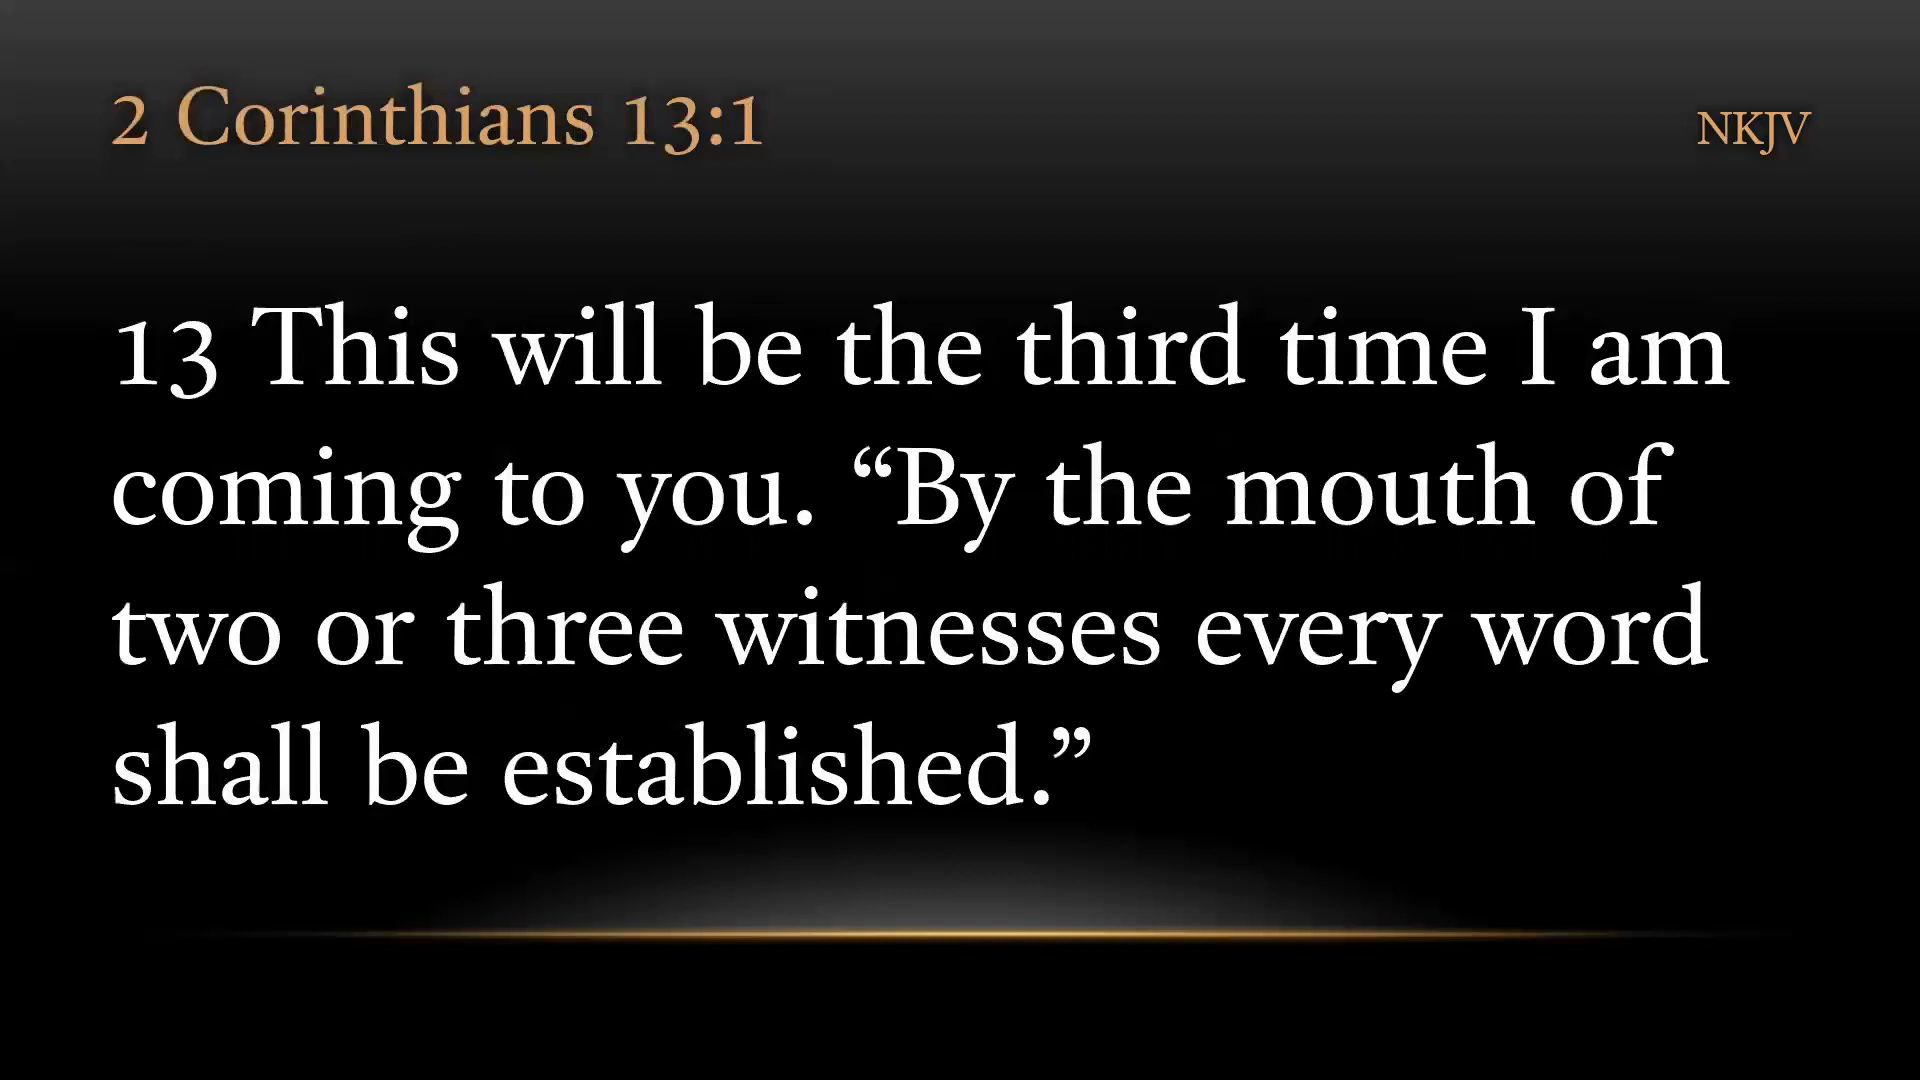 2 Corinthians 13:1
NKJV
13 This will be the third time I am
coming to you. “By the mouth of
two or three witnesses every word
shall be established.”